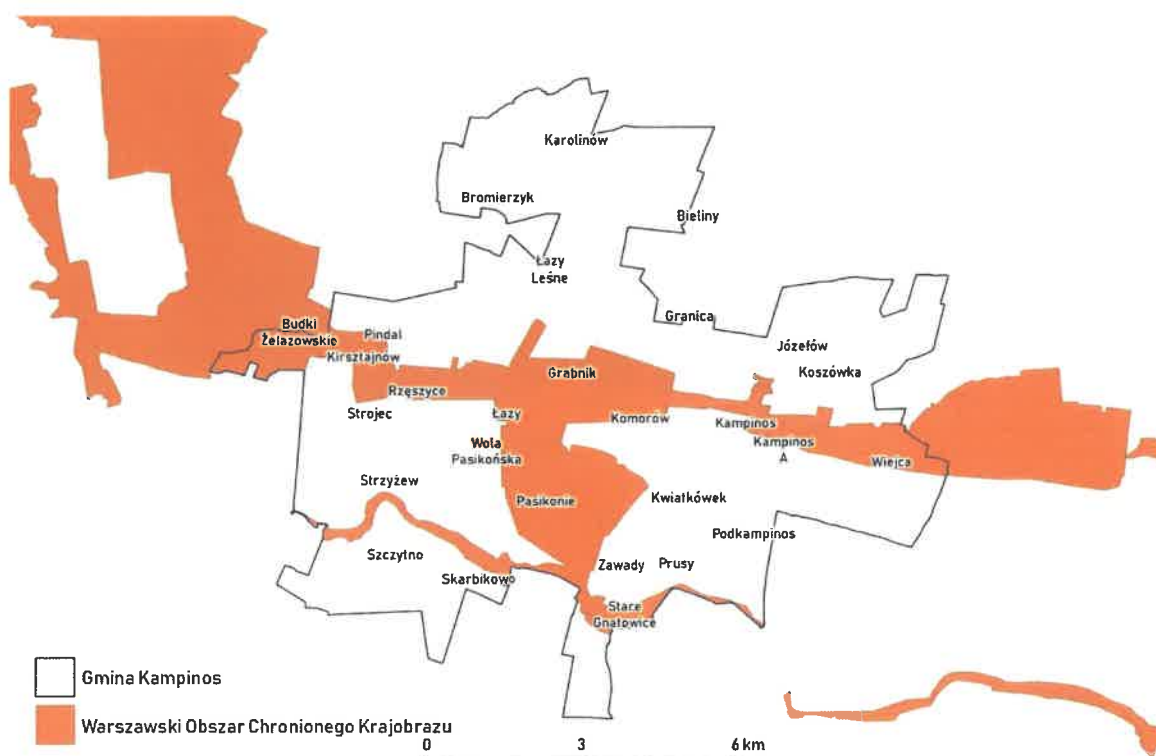 Karolinów
Bromierzyk
Bieliny
Łazy
Leśne
Granica
Budki
Żelazowskie
Pindal
Kirsztajnów
Józefów
Koszówka
Grabnik
Rzęszyce
Strojec
Łazy
Komorów
Kampinos
Kampinos
A
Wola
Pasikońska
Wiejca
Strzyżew
Pasikonie
Kwiatkówek
Podkampinos
Szczytno
Skarbikowo
Zawady
Prusy
Stare
Gnatowice
Gmina Kampinos
Warszawski Obszar Chronionego Krajobrazu
0 3 6 km